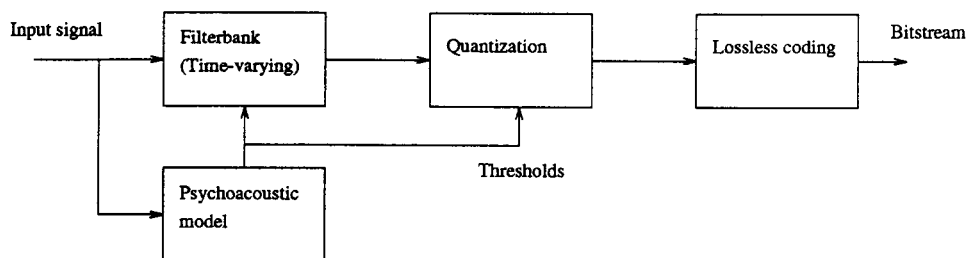 Input signal
Filterbank
(Time-varying)
Quantization
Lossless coding
Bitstream
Thresholds
Psychoacoustic
model